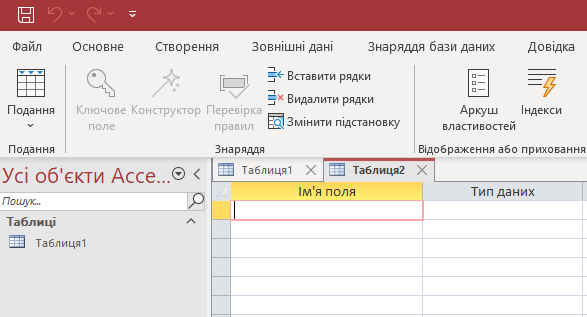 Файл Основне Створення Зовнішні дані Знаряддя бази даних Довідка
Подання
Ключове поле
Конструктор
Перевірка правил
Вставити рядки
Видалити рядки
Змінити підстановку
Аркуш властивостей
Індекси
Подання Знаряддя Відображення або приховання
Усі об'єкти Acce...
Пошук...
Таблиці
Таблиця1
Таблиця1 Таблиця2
Ім'я поля Тип даних